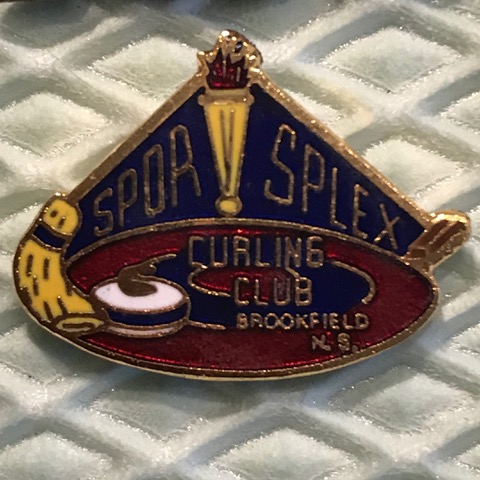 SPOR SPLEX
CURLING
CLUB
BROOKFIELD
N.S.